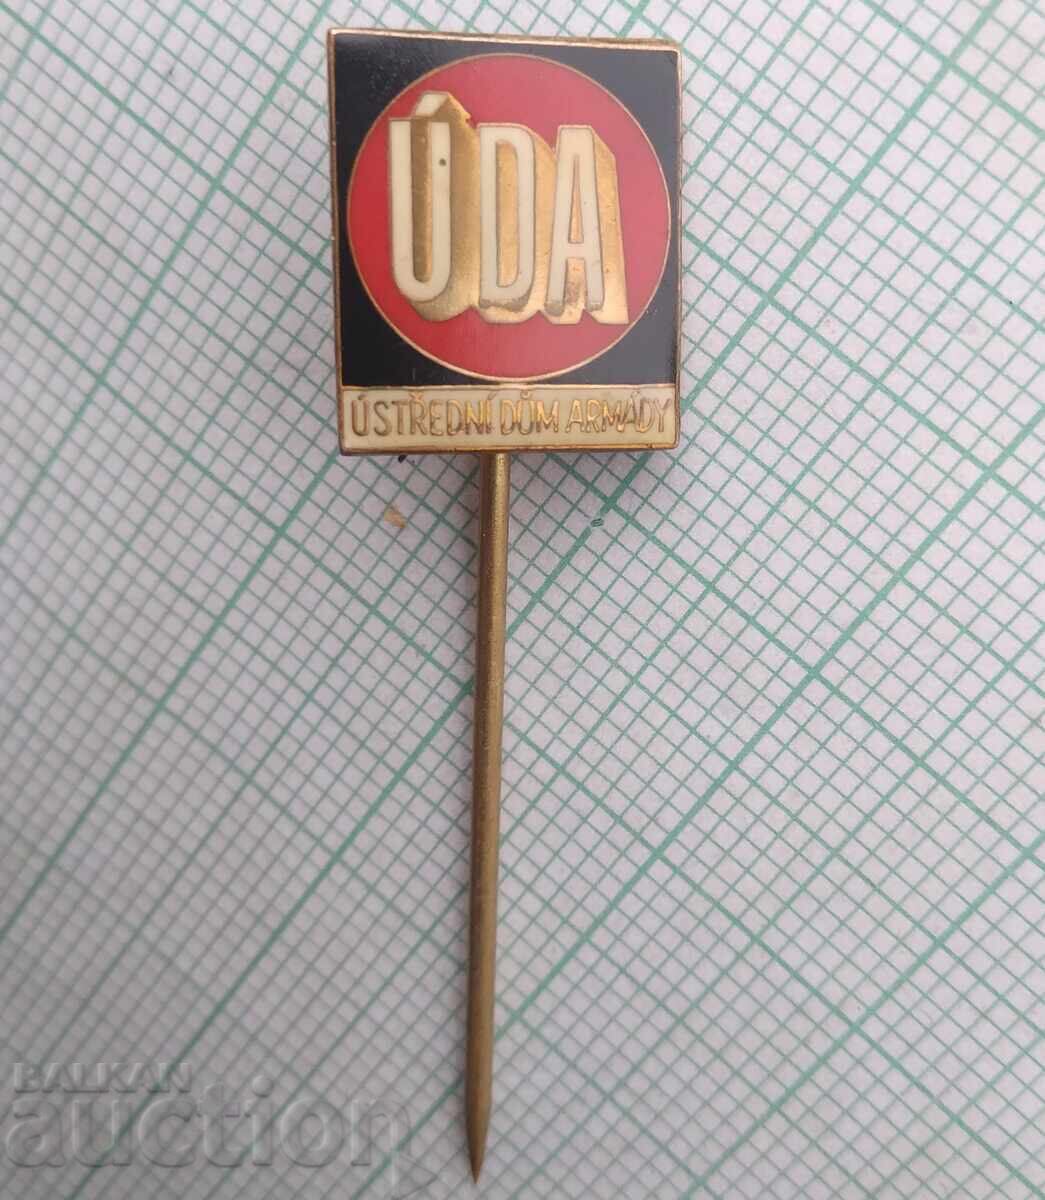 ÚDA
ÚSTŘEDNÍ DŮM ARMÁDY
BALKAN
auction